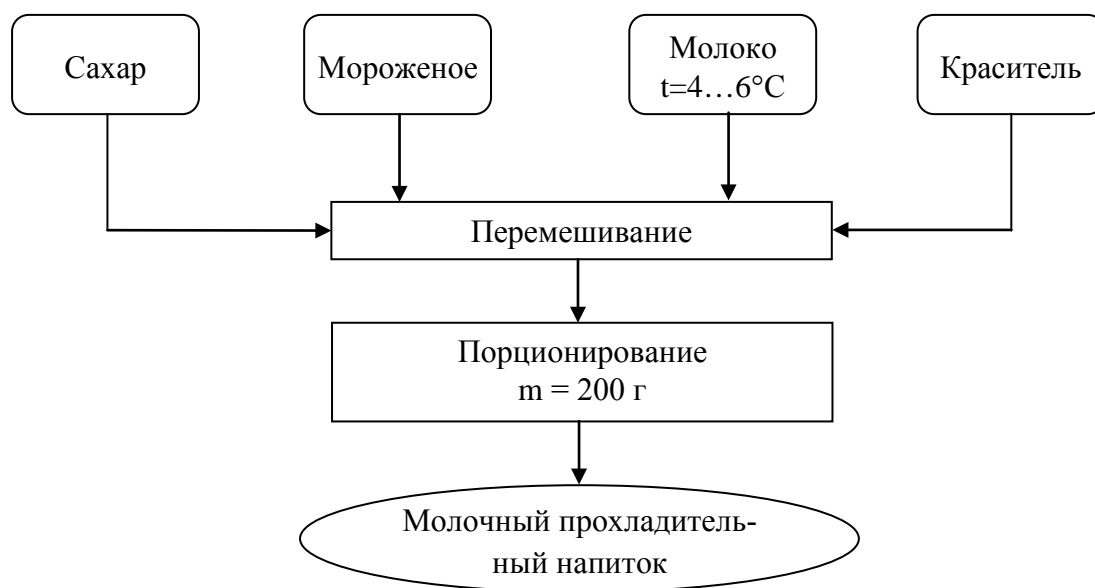 Сахар
Мороженое
Молоко
t=4…6°C
Краситель
Перемешивание
Порционирование
m = 200 г
Молочный прохладитель-
ный напиток